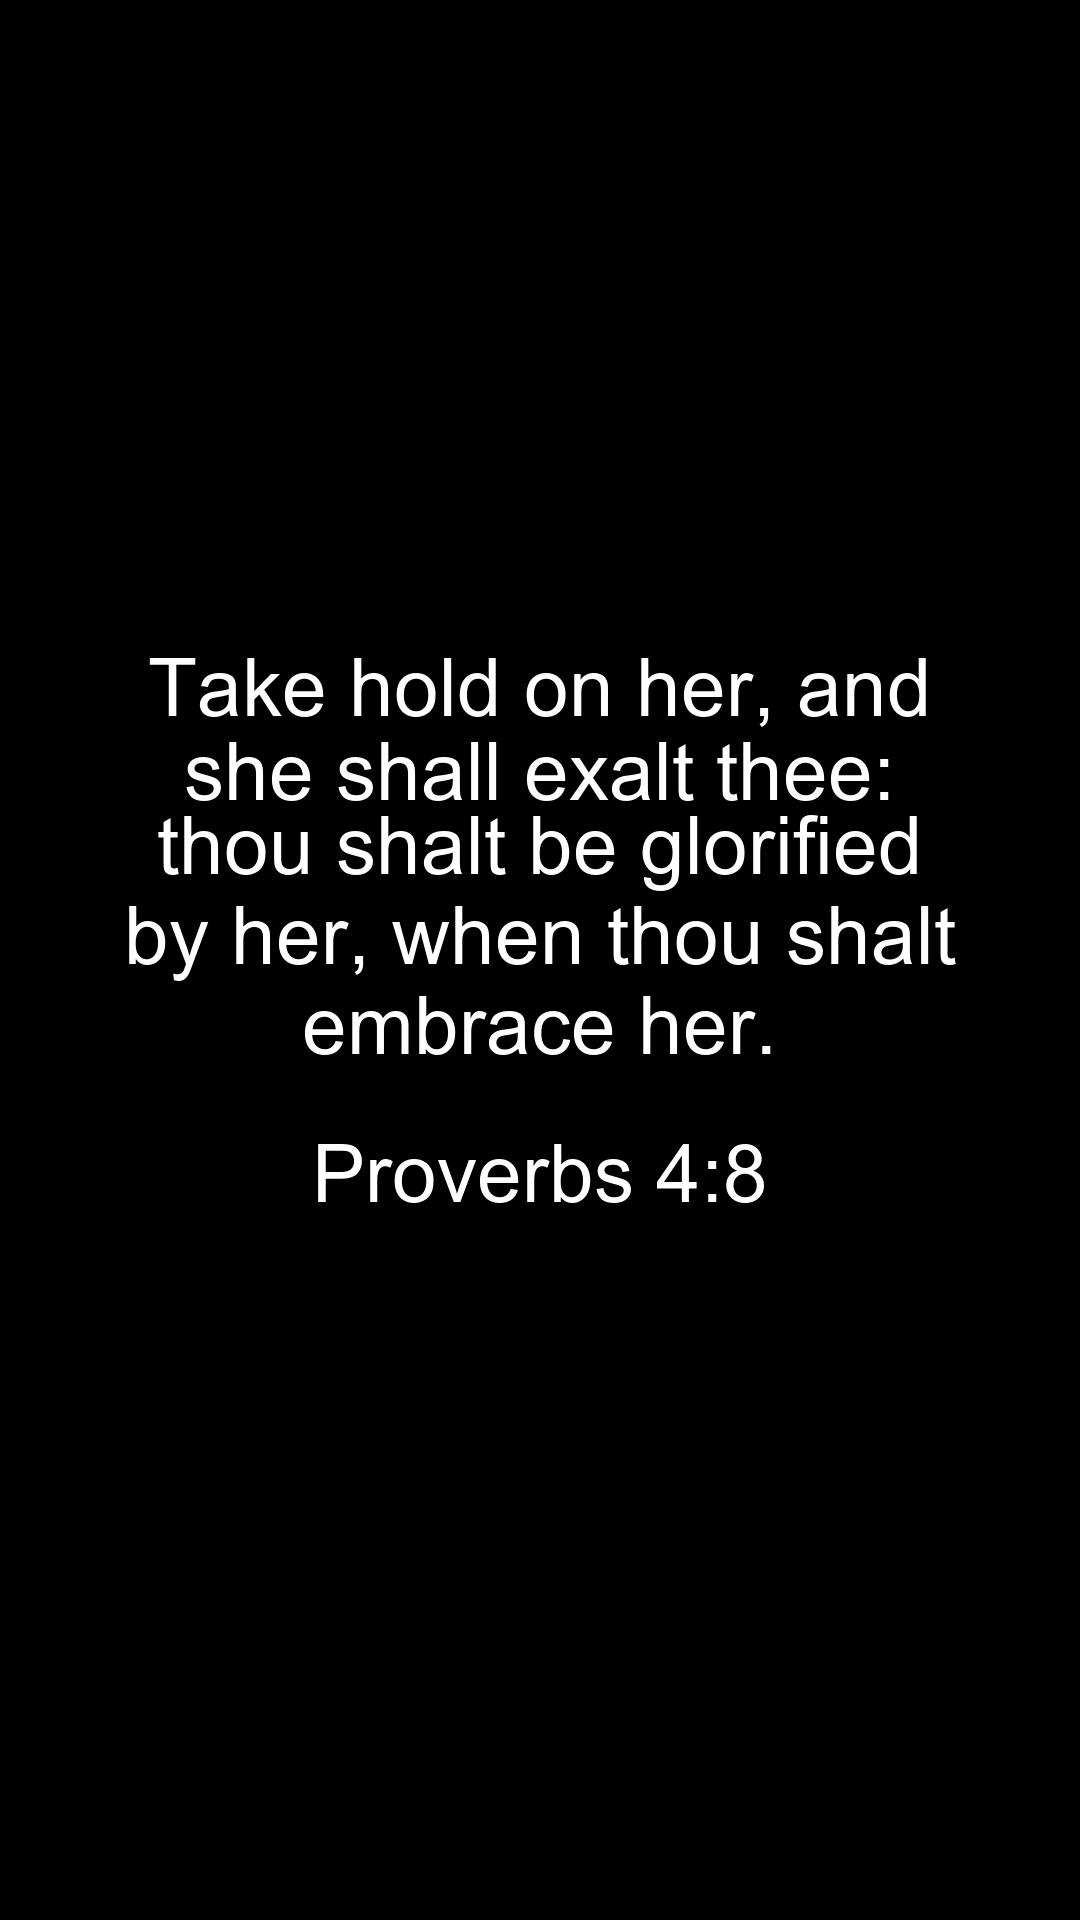 Take hold on her, and
she shall exalt thee:
thou shalt be glorified
by her, when thou shalt
embrace her.
Proverbs 4:8